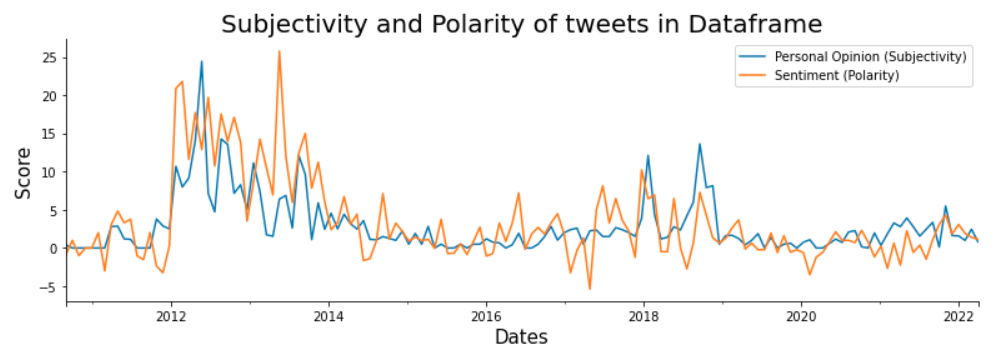 Subjectivity and Polarity of tweets in Dataframe
Personal Opinion (Subjectivity)
Sentiment (Polarity)
Score
25
20
15
10
5
0
−5
2012 2014 2016 2018 2020 2022
Dates